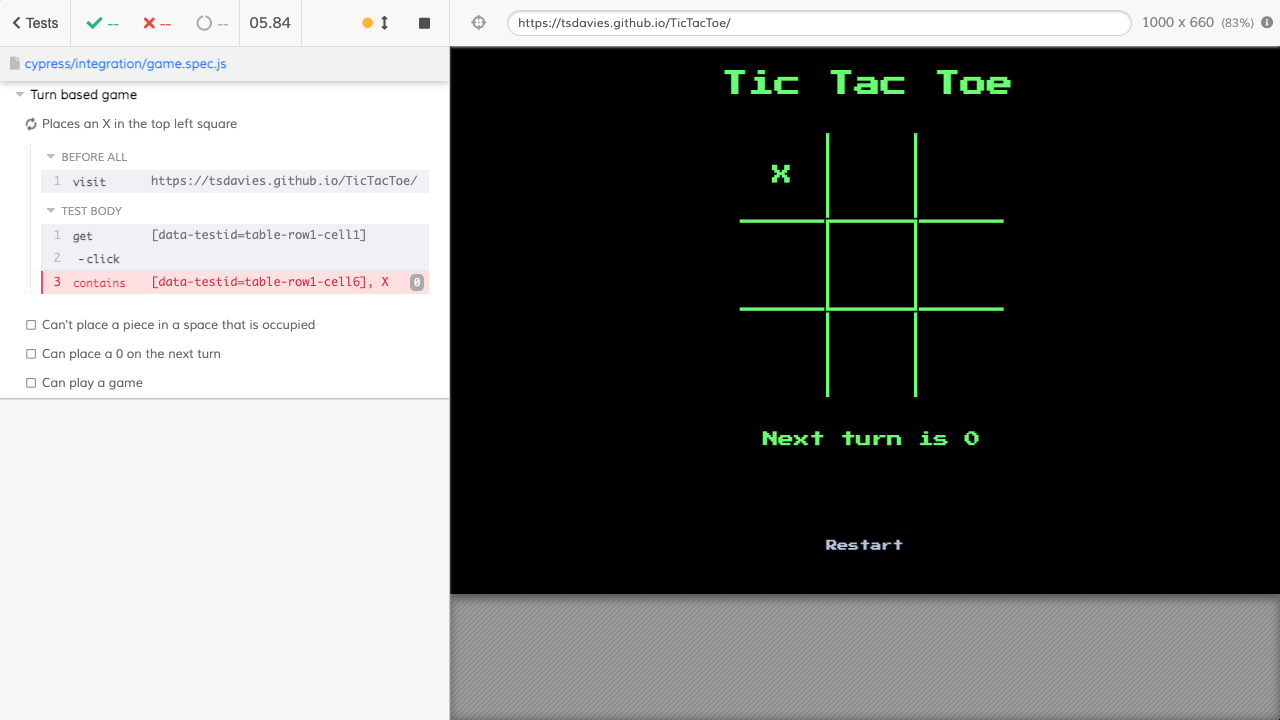 Tests -- -- -- 05.84
cypress/integration/game.spec.js
Turn based game
Places an X in the top left square
BEFORE ALL
1 visit https://tsdavies.github.io/TicTacToe/
TEST BODY
1 get [data-testid=table-row1-cell1]
2 -click
3 contains [data-testid=table-row1-cell6], X 0
Can't place a piece in a space that is occupied
Can place a 0 on the next turn
Can play a game
https://tsdavies.github.io/TicTacToe/ 1000 x 660 (83%)
Tic Tac Toe
X
Next turn is 0
Restart